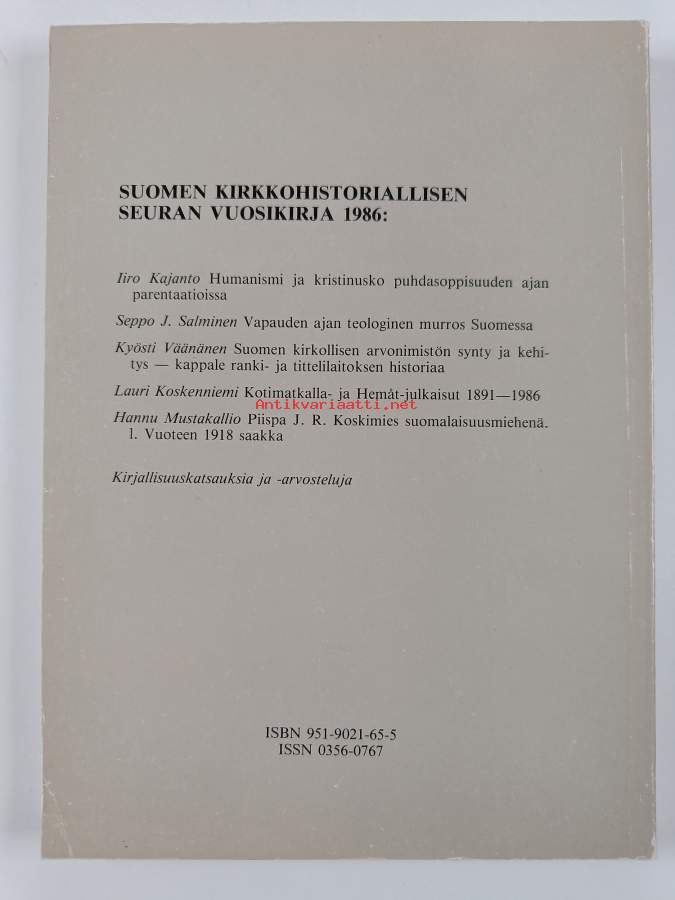 SUOMEN KIRKKOHISTORIALLISEN
SEURAN VUOSIKIRJA 1986:
Iiro Kajanto Humanismi ja kristinusko puhdasoppisuuden ajan
parentaatioissa
Seppo J. Salminen Vapauden ajan teologinen murros Suomessa
Kyösti Väänänen Suomen kirkollisen arvonimistön synty ja kehi-
tys — kappale ranki- ja tittelilaitoksen historiaa
Lauri Koskenniemi Kotimatkalla- ja Hemåt-julkaisut 1891—1986
Antikvariaatti.net
Hannu Mustakallio Piispa J. R. Koskimies suomalaisuusmiehenä.
1. Vuoteen 1918 saakka
Kirjallisuuskatsauksia ja -arvosteluja
ISBN 951-9021-65-5
ISSN 0356-0767